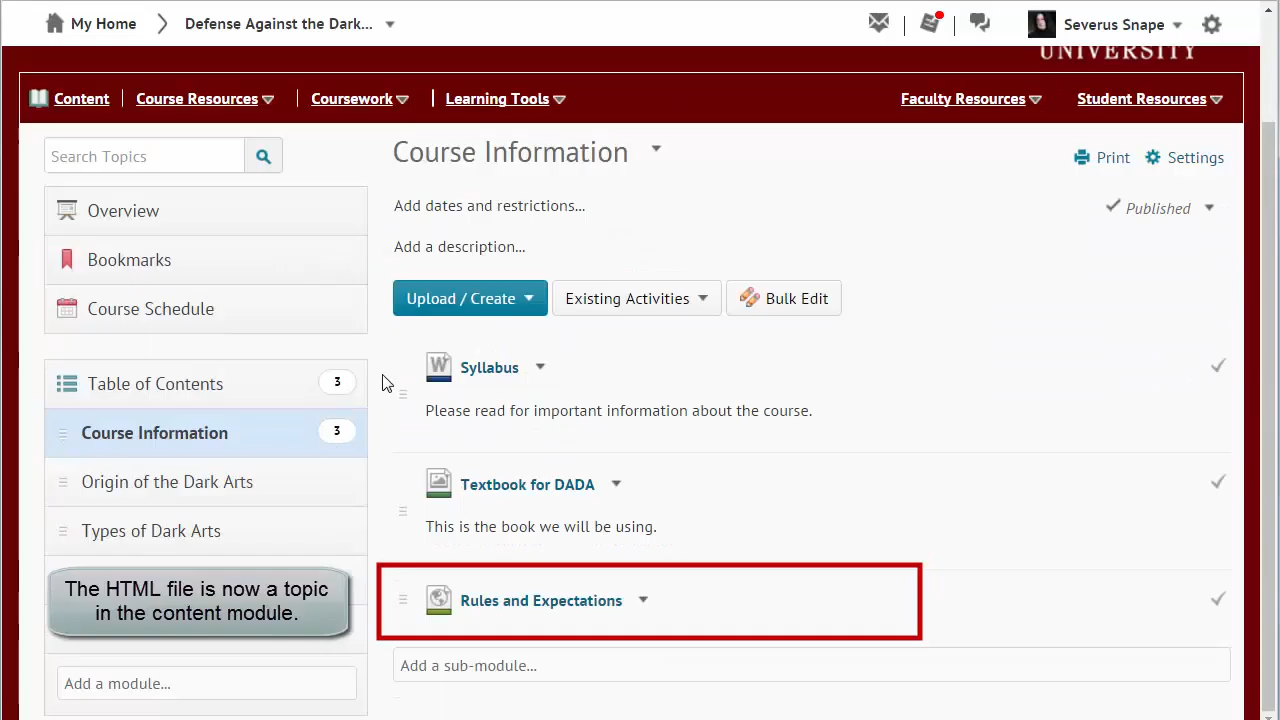 My Home
Defense Against the Dark...
Severus Snape
UNIVERSITY
Content
Course Resources
Coursework
Learning Tools
Faculty Resources
Student Resources
Search Topics
Course Information
Print
Settings
Overview
Add dates and restrictions...
Published
Bookmarks
Add a description...
Course Schedule
Upload / Create
Existing Activities
Bulk Edit
Table of Contents
3
Syllabus
Please read for important information about the course.
Course Information
3
Origin of the Dark Arts
Textbook for DADA
This is the book we will be using.
Types of Dark Arts
The HTML file is now a topic
in the content module.
Rules and Expectations
Add a sub-module...
Add a module...